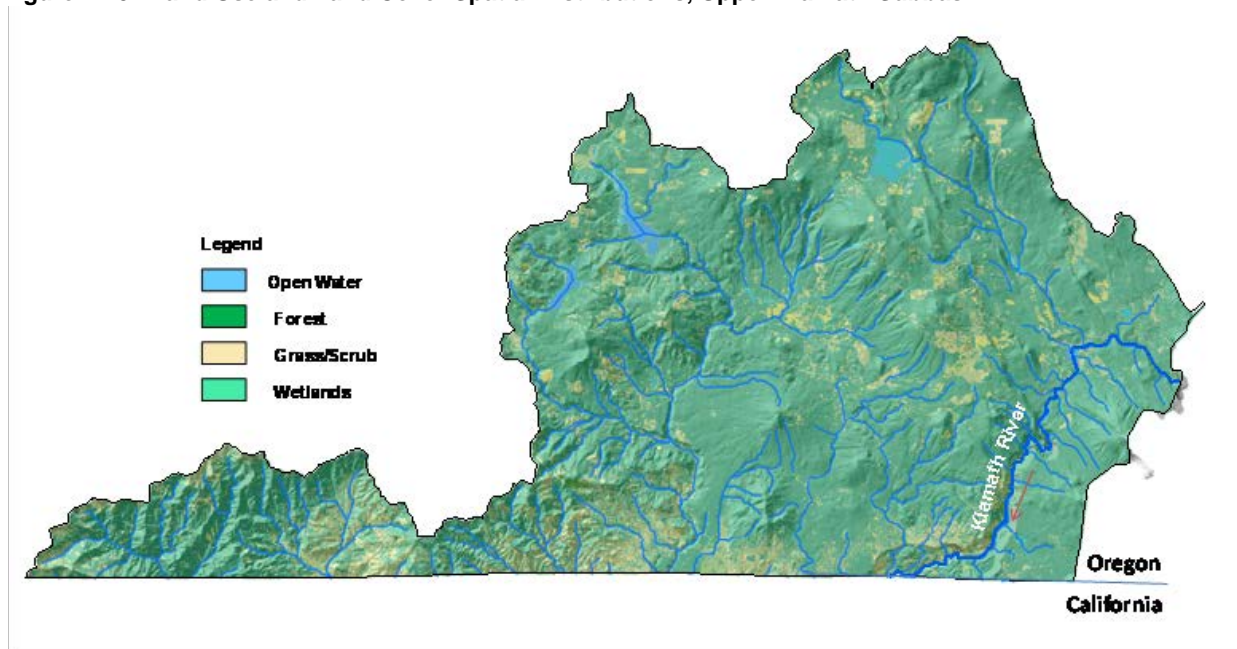 Legend
Open Water
Forest
Grass/Scrub
Wetlands
Klamath River
Oregon
California